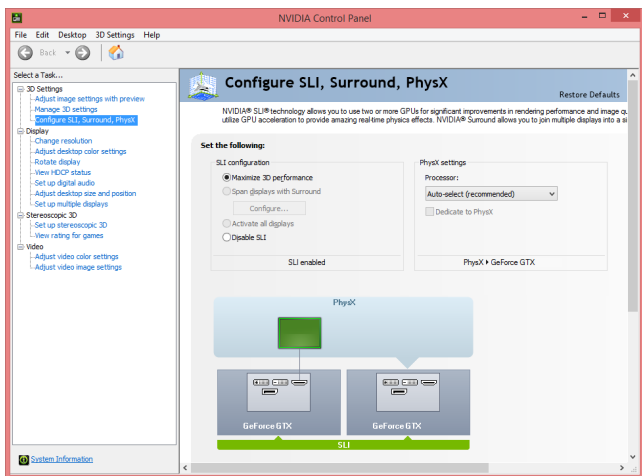 NVIDIA Control Panel
File Edit Desktop 3D Settings Help
Back
Select a Task...
3D Settings
Adjust image settings with preview
Manage 3D settings
Configure SLI, Surround, PhysX
Display
Change resolution
Adjust desktop color settings
Rotate display
View HDCP status
Set up digital audio
Adjust desktop size and position
Set up multiple displays
Stereoscopic 3D
Set up stereoscopic 3D
View rating for games
Video
Adjust video color settings
Adjust video image settings
System Information
Configure SLI, Surround, PhysX
Restore Defaults
NVIDIA® SLI® technology allows you to use two or more GPUs for significant improvements in rendering performance and image qu
utilize GPU acceleration to provide amazing real-time physics effects. NVIDIA® Surround allows you to join multiple displays into a si
Set the following:
SLI configuration
Maximize 3D performance
Span displays with Surround
Configure...
Activate all displays
Disable SLI
SLI enabled
PhysX settings
Processor:
Auto-select (recommended)
Dedicate to PhysX
PhysX ▸ GeForce GTX
PhysX
GeForce GTX GeForce GTX
SLI